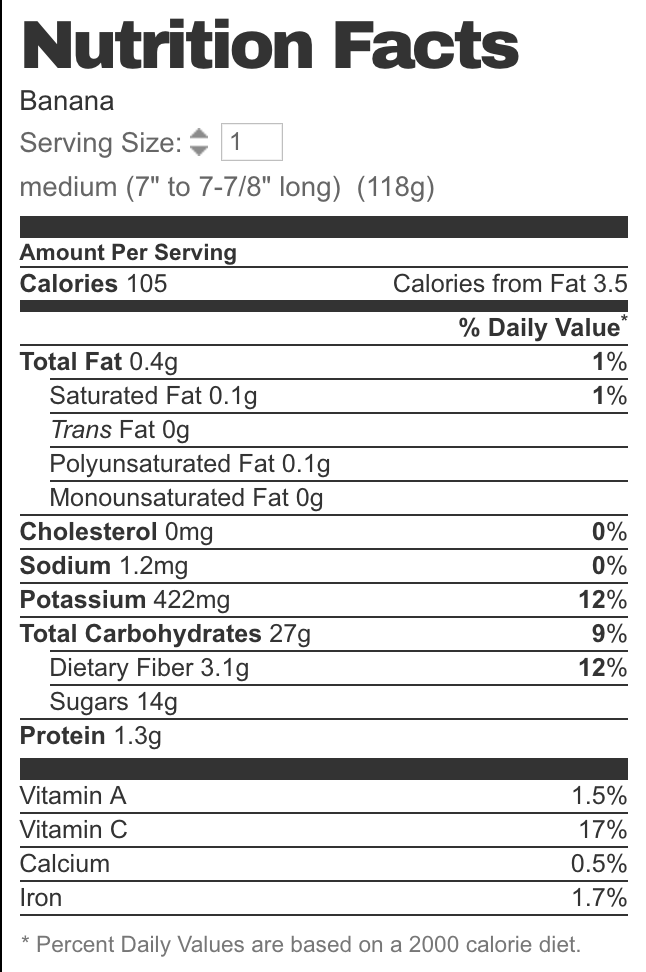 Nutrition Facts
Banana
Serving Size: 1
medium (7" to 7-7/8" long) (118g)
Amount Per Serving
Calories 105 Calories from Fat 3.5
% Daily Value*
Total Fat 0.4g 1%
Saturated Fat 0.1g 1%
Trans Fat 0g
Polyunsaturated Fat 0.1g
Monounsaturated Fat 0g
Cholesterol 0mg 0%
Sodium 1.2mg 0%
Potassium 422mg 12%
Total Carbohydrates 27g 9%
Dietary Fiber 3.1g 12%
Sugars 14g
Protein 1.3g
Vitamin A 1.5%
Vitamin C 17%
Calcium 0.5%
Iron 1.7%
* Percent Daily Values are based on a 2000 calorie diet.